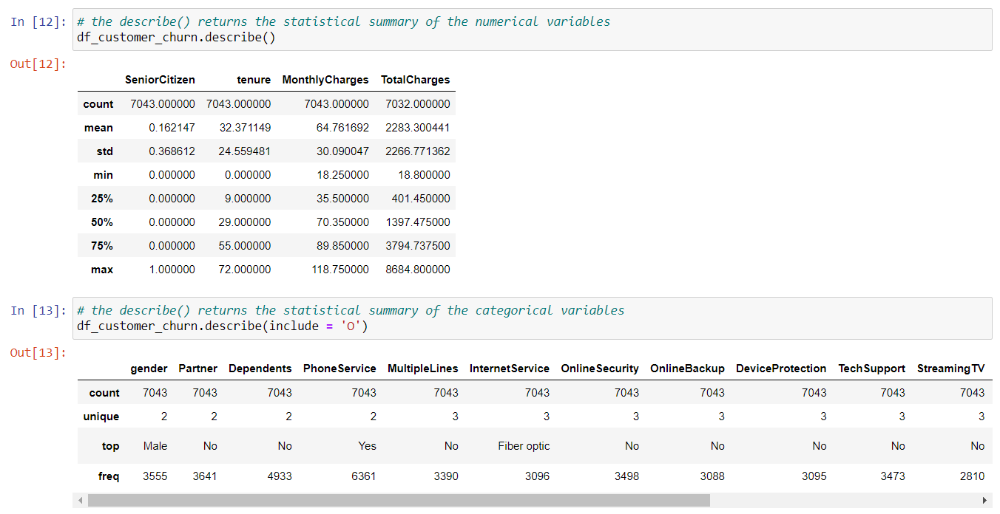 In [12]: # the describe() returns the statistical summary of the numerical variables
df_customer_churn.describe()
Out[12]:
SeniorCitizen tenure MonthlyCharges TotalCharges
count 7043.000000 7043.000000 7043.000000 7032.000000
mean 0.162147 32.371149 64.761692 2283.300441
std 0.368612 24.559481 30.090047 2266.771362
min 0.000000 0.000000 18.250000 18.800000
25% 0.000000 9.000000 35.500000 401.450000
50% 0.000000 29.000000 70.350000 1397.475000
75% 0.000000 55.000000 89.850000 3794.737500
max 1.000000 72.000000 118.750000 8684.800000
In [13]: # the describe() returns the statistical summary of the categorical variables
df_customer_churn.describe(include = 'O')
Out[13]:
gender Partner Dependents PhoneService MultipleLines InternetService OnlineSecurity OnlineBackup DeviceProtection TechSupport StreamingTV
count 7043 7043 7043 7043 7043 7043 7043 7043 7043 7043 7043
unique 2 2 2 2 3 3 3 3 3 3 3
top Male No No Yes No Fiber optic No No No No No
freq 3555 3641 4933 6361 3390 3096 3498 3088 3095 3473 2810